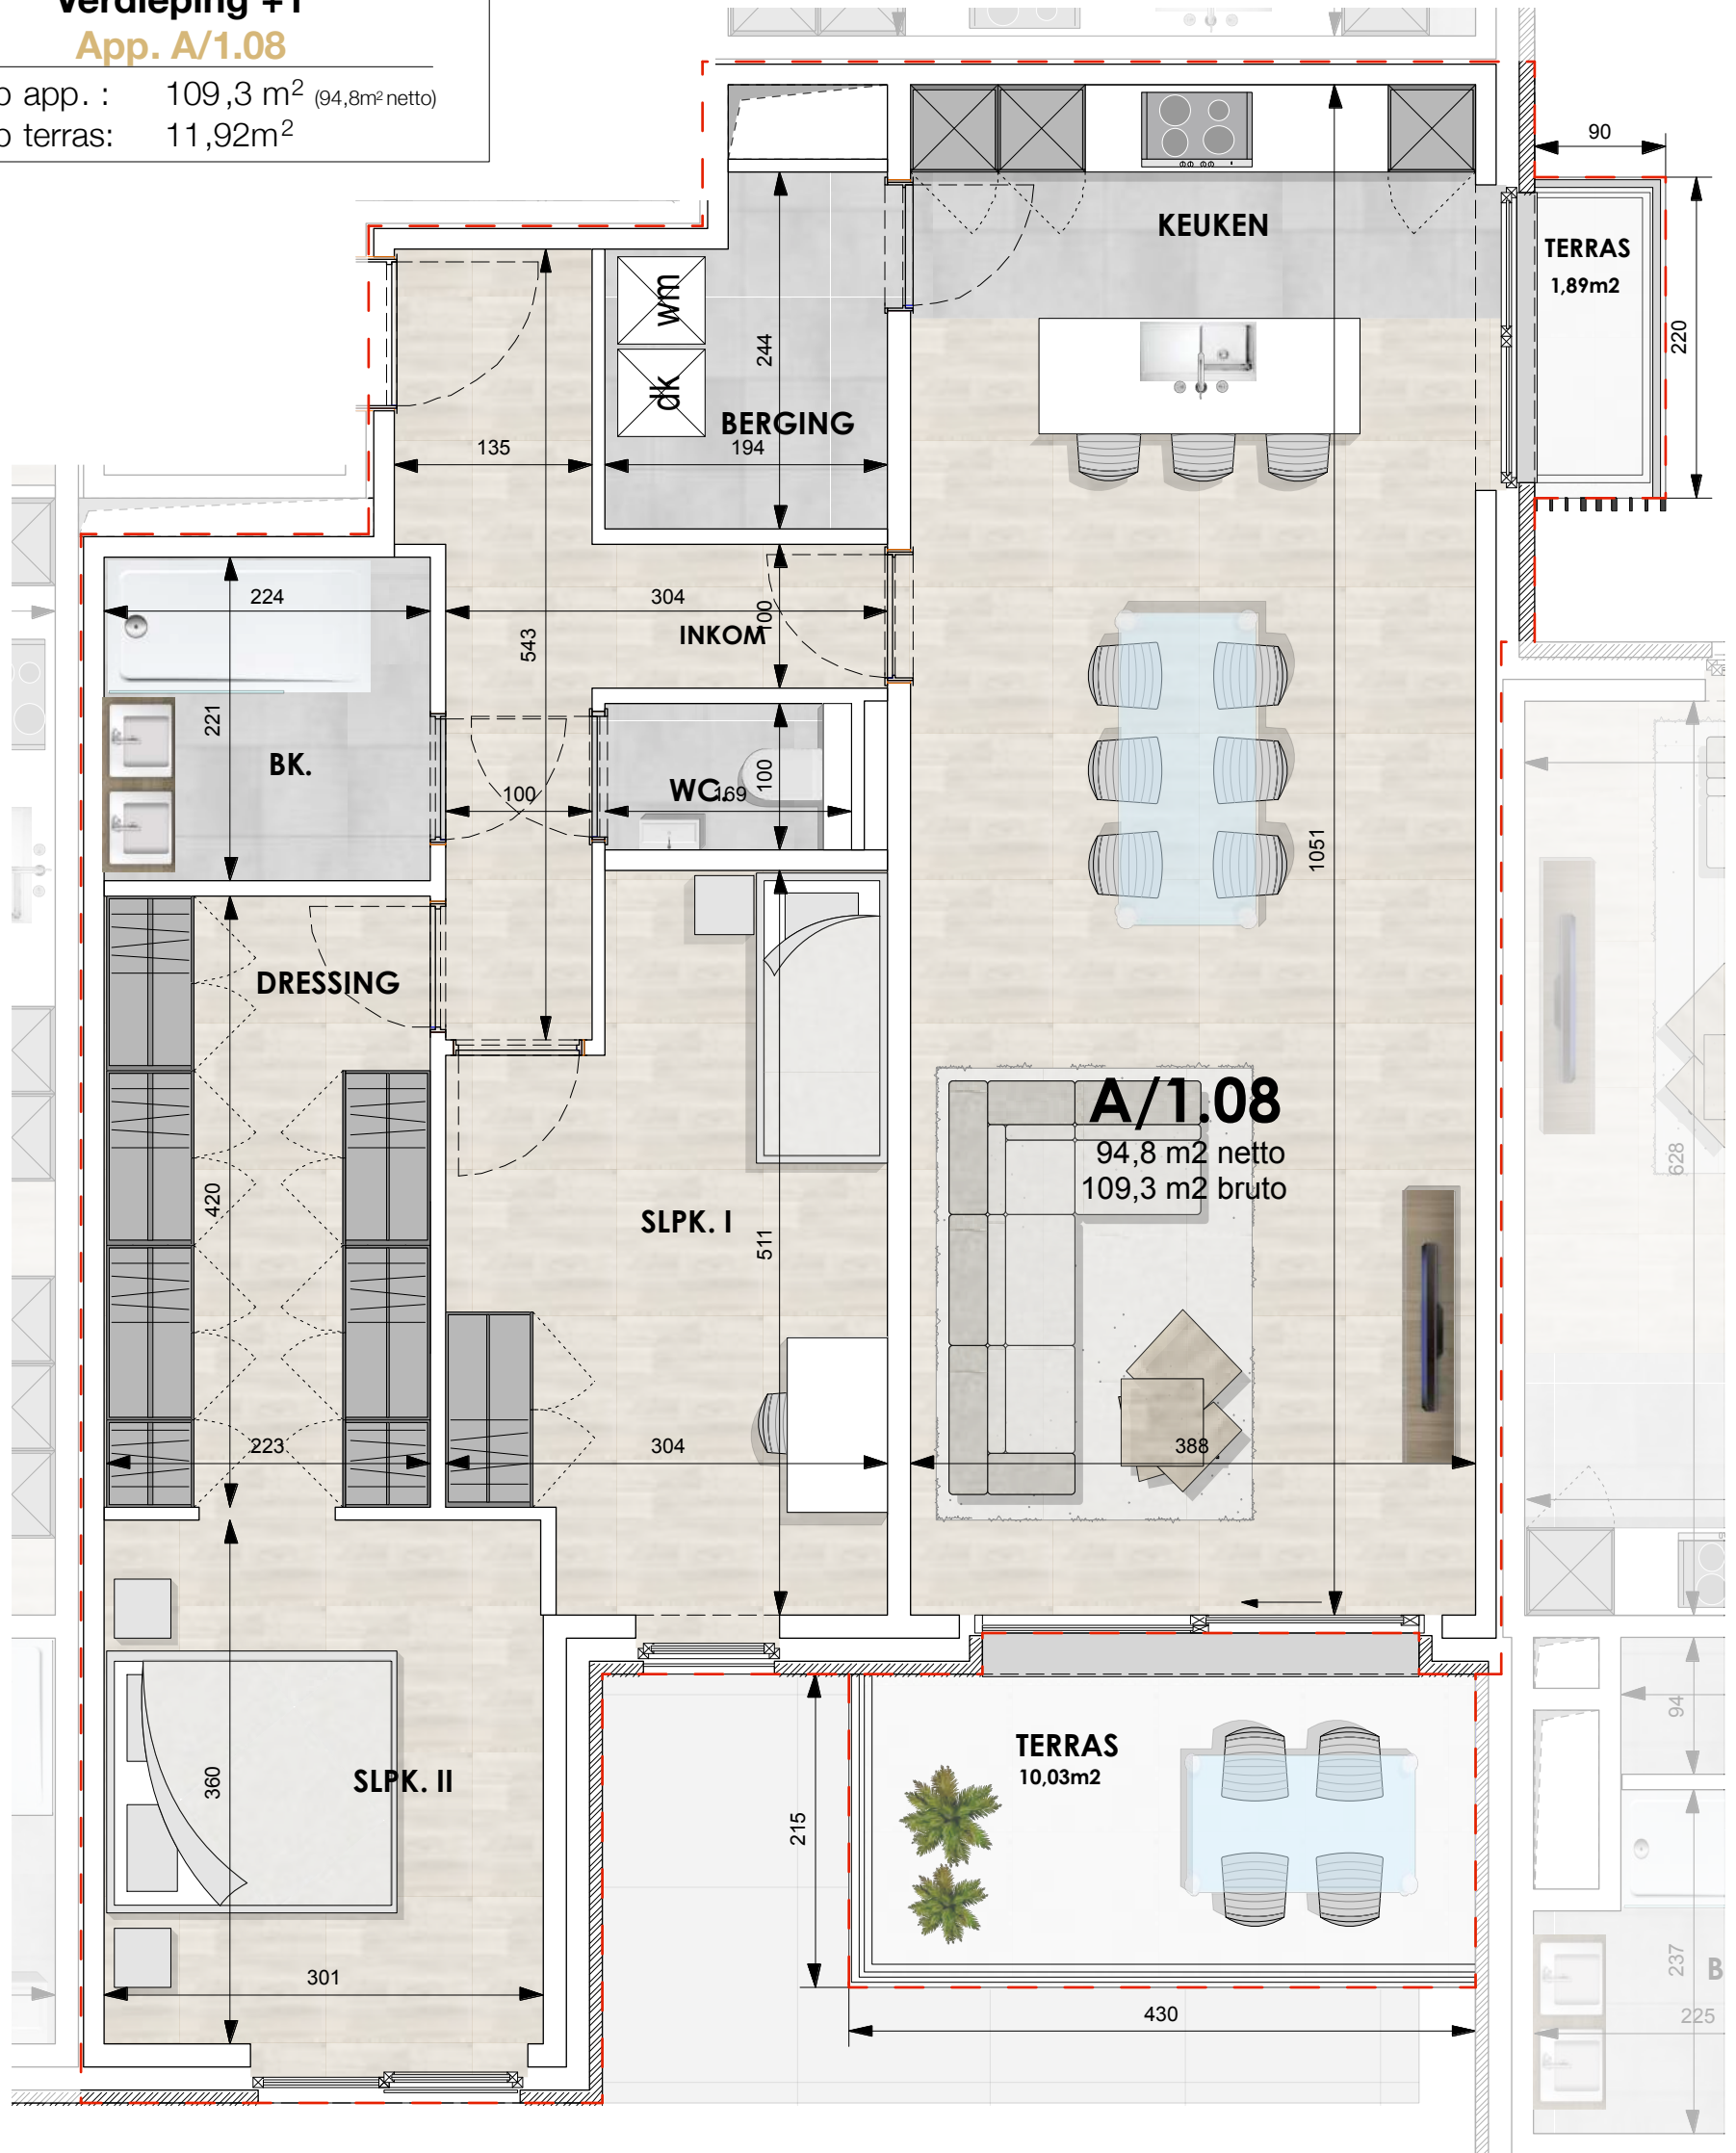 Verdieping +1
App. A/1.08
app. : 109,3 m² (94,8m² netto)
terras: 11,92m²
90
KEUKEN
TERRAS
1,89m2
220
wm
dk
244
BERGING
194
135
543
224
304
100
INKOM
221
BK.
100
WC.
169
100
1051
DRESSING
A/1.08
94,8 m2 netto
109,3 m2 bruto
628
420
SLPK. I
511
223
304
388
94
TERRAS
10,03m2
360
SLPK. II
215
237
B
301
430
225